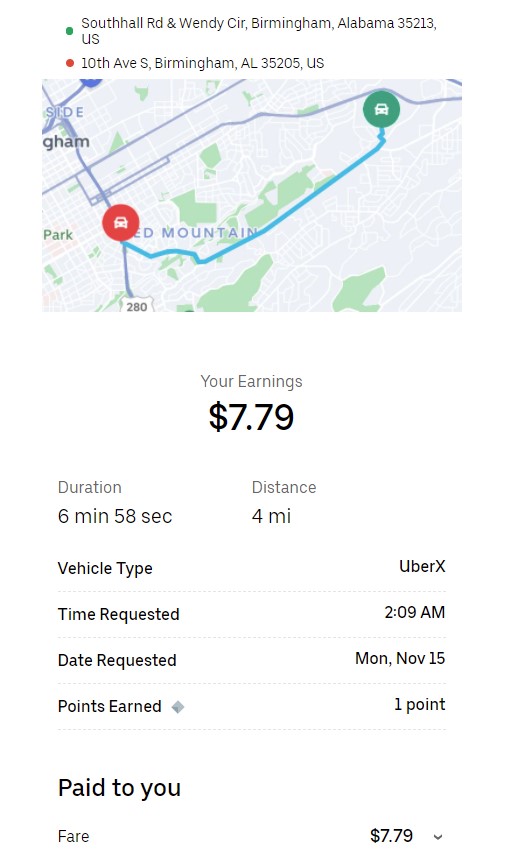 Southhall Rd & Wendy Cir, Birmingham, Alabama 35213,
US
10th Ave S, Birmingham, AL 35205, US
SIDE
gham
ED MOUNTAIN
Park
280
Your Earnings
$7.79
Duration Distance
6 min 58 sec 4 mi
Vehicle Type UberX
Time Requested 2:09 AM
Date Requested Mon, Nov 15
Points Earned 1 point
Paid to you
Fare $7.79